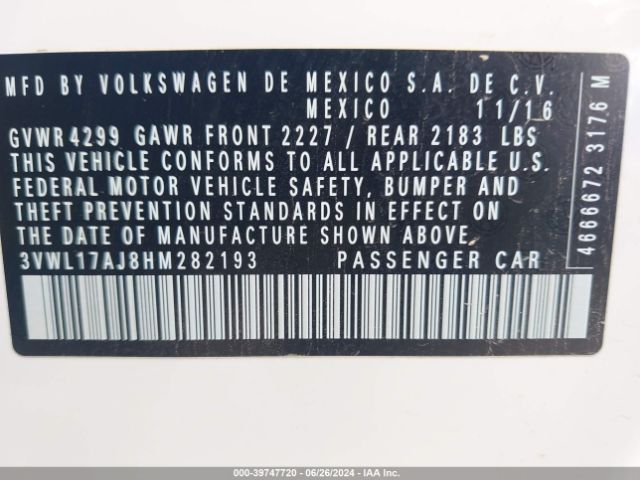 MFD BY VOLKSWAGEN DE MEXICO S.A. DE C.V.
MEXICO 11/16
GVWR 4299 GAWR FRONT 2227 / REAR 2183 LBS
THIS VEHICLE CONFORMS TO ALL APPLICABLE U.S.
FEDERAL MOTOR VEHICLE SAFETY, BUMPER AND
THEFT PREVENTION STANDARDS IN EFFECT ON
THE DATE OF MANUFACTURE SHOWN ABOVE.
3VWL17AJ8HM282193 PASSENGER CAR
4666672 3176 M
000-39747720 - 06/26/2024 - IAAI.com